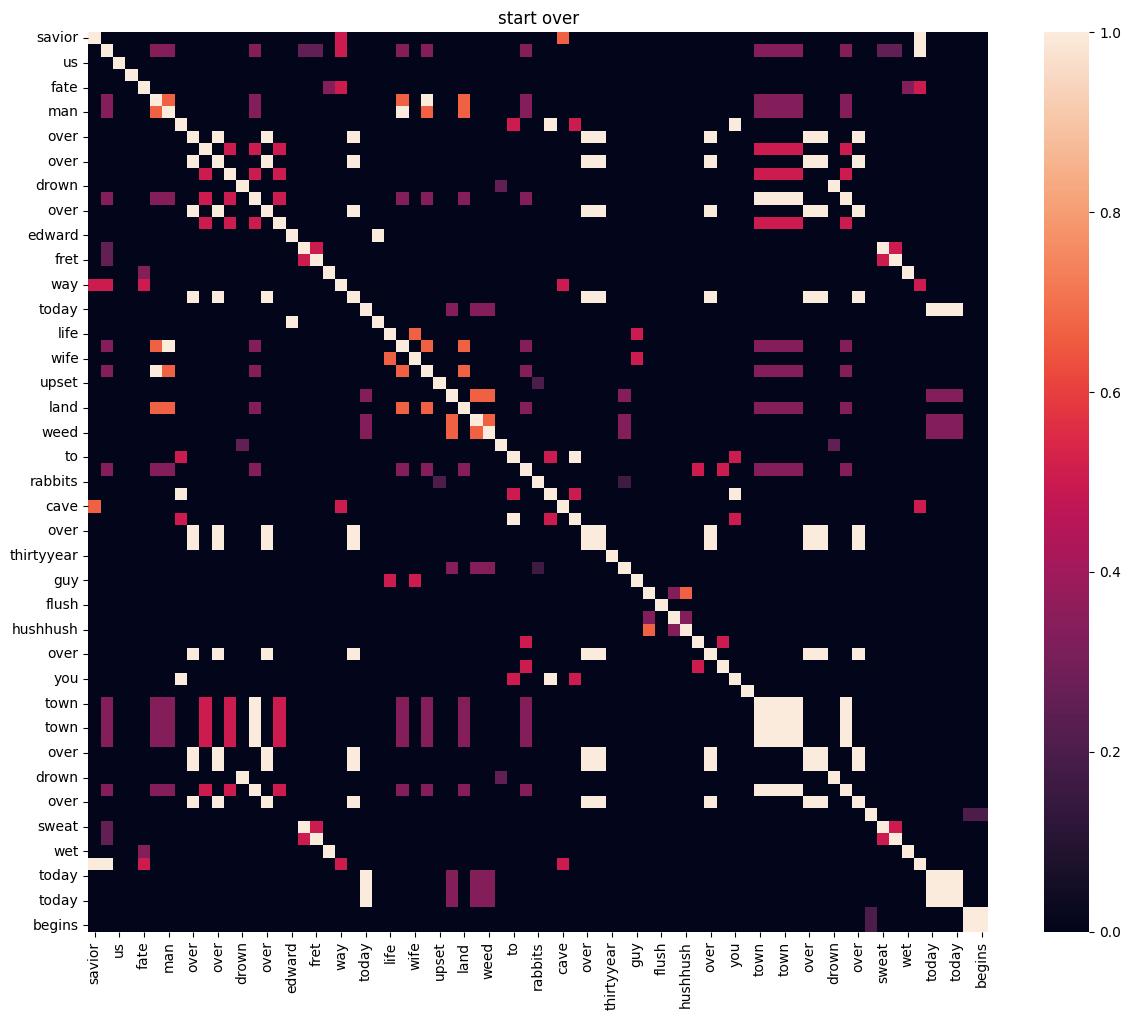 start over
savior
us
fate
man
over
over
drown
over
edward
fret
way
today
life
wife
upset
land
weed
to
rabbits
cave
over
thirtyyear
guy
flush
hushhush
over
you
town
town
over
drown
over
sweat
wet
today
today
begins
savior
us
fate
man
over
over
drown
over
edward
fret
way
today
life
wife
upset
land
weed
to
rabbits
cave
over
thirtyyear
guy
flush
hushhush
over
you
town
town
over
drown
over
sweat
wet
today
today
begins
1.0
0.8
0.6
0.4
0.2
0.0